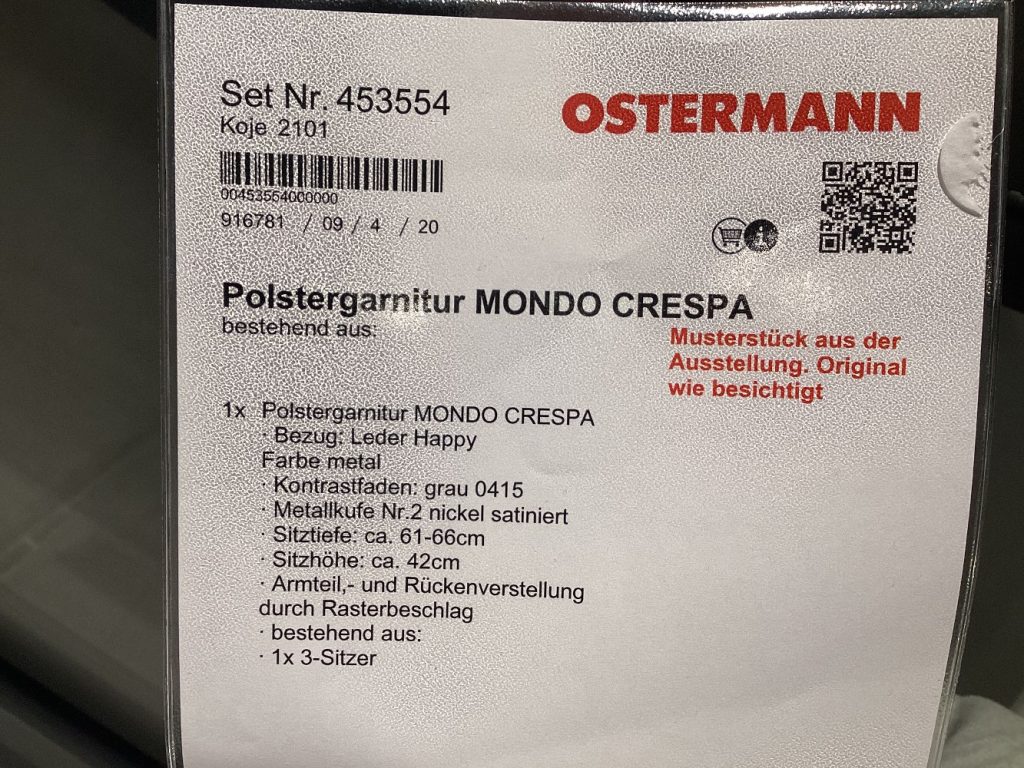 Set Nr. 453554
OSTERMANN
Koje 2101
00453554000000
916781 / 09 / 4 / 20
Polstergarnitur MONDO CRESPA
bestehend aus:
Musterstück aus der
Ausstellung. Original
wie besichtigt
1x Polstergarnitur MONDO CRESPA
· Bezug: Leder Happy
Farbe metal
· Kontrastfaden: grau 0415
· Metallkufe Nr.2 nickel satiniert
· Sitztiefe: ca. 61-66cm
· Sitzhöhe: ca. 42cm
· Armteil,- und Rückenverstellung
durch Rasterbeschlag
· bestehend aus:
· 1x 3-Sitzer